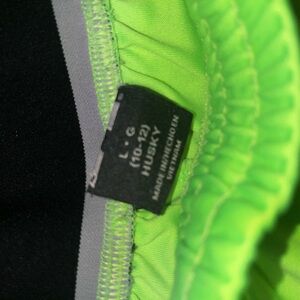 L • G
(10-12)
HUSKY
MADE IN/HECHO EN
VIETNAM